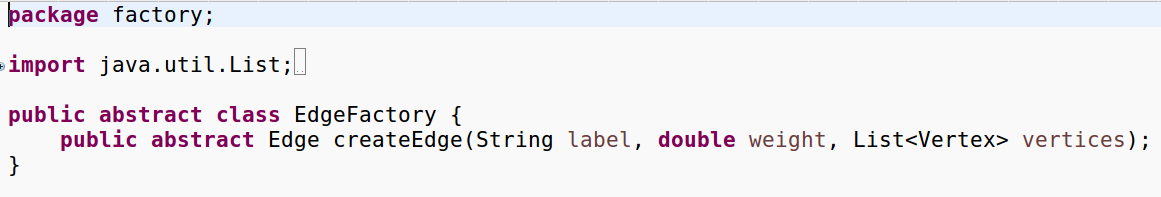 package factory;
import java.util.List;
public abstract class EdgeFactory {
public abstract Edge createEdge(String label, double weight, List<Vertex> vertices);
}